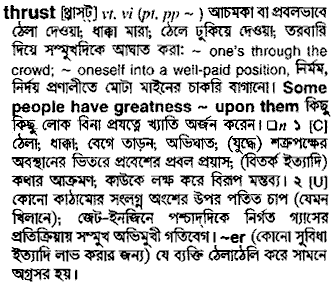 thrust [থ্রাস্‌ট্] vt. vi (pt, pp ~ ) আচমকা বা প্রবলভাবে
ঠেলা দেওয়া; ধাক্কা মারা; ঠেলে ঢুকিয়ে দেওয়া; তরবারি
দিয়ে সম্মুখদিকে আঘাত করা: ~ one's through the
crowd; ~ oneself into a well-paid position, নির্মম,
নির্দয় প্রণালীতে মোটা মাইনের চাকরি বাগানো। Some
people have greatness ~ upon them কিছু
কিছু লোক বিনা প্রযত্নে খ্যাতি অর্জন করেন। □n ১ [C]
ঠেলা; ধাক্কা; বেগে তাড়ন; অভিঘাত; (যুদ্ধে) শত্রুপক্ষের
অবস্থানের ভিতরে প্রবেশের প্রবল প্রয়াস; (বিতর্ক ইত্যাদি)
কথার আক্রমণ; কাউকে লক্ষ করে বিরূপ মন্তব্য। ২ [U]
কোনো কাঠামোর সংলগ্ন অংশের উপর পতিত চাপ (যেমন
খিলানে); জেট-ইনজিনে পশ্চাদ্দিকে নির্গত গ্যাসের
প্রতিক্রিয়ায় সম্মুখ অভিমুখী গতিবেগ। ~er (কোনো সুবিধা
ইত্যাদি লাভ করার জন্য) যে ব্যক্তি ঠেলাঠেলি করে সামনে
অগ্রসর হয়।